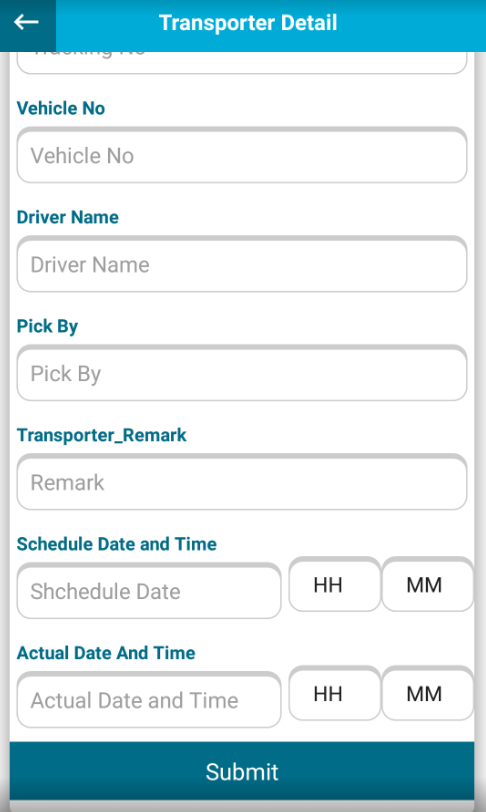 Transporter Detail
Vehicle No
Vehicle No
Driver Name
Driver Name
Pick By
Pick By
Transporter_Remark
Remark
Schedule Date and Time
Shchedule Date HH MM
Actual Date And Time
Actual Date and Time HH MM
Submit